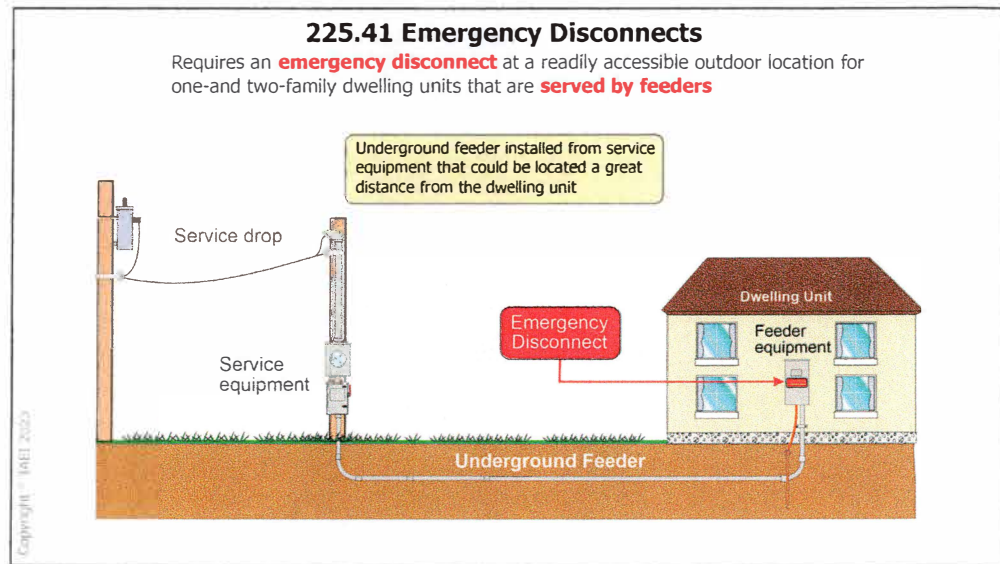 225.41 Emergency Disconnects
Requires an emergency disconnect at a readily accessible outdoor location for
one-and two-family dwelling units that are served by feeders
Underground feeder installed from service
equipment that could be located a great
distance from the dwelling unit
Service drop
Dwelling Unit
Emergency
Disconnect
Feeder
equipment
Service
equipment
Underground Feeder
Copyright © IAEI 2023